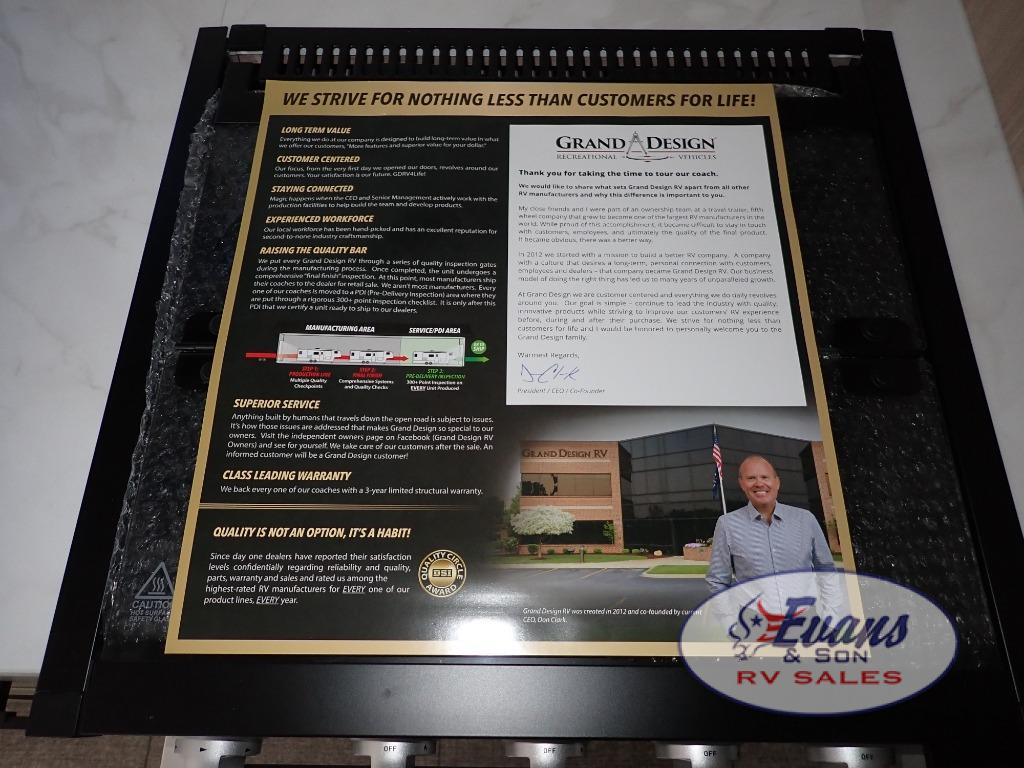 WE STRIVE FOR NOTHING LESS THAN CUSTOMERS FOR LIFE!
LONG TERM VALUE
Everything we do at our company is designed to build long-term value in what
we offer our customers, "More features and superior value for your dollar."
CUSTOMER CENTERED
Our focus, from the very first day we opened our doors, revolves around our
customers. Your satisfaction is our future. GDRV4Life!
STAYING CONNECTED
Magic happens when the CEO and Senior Management actively work with the
production facilities to help build the team and develop products.
EXPERIENCED WORKFORCE
Our local workforce has been hand-picked and has an excellent reputation for
second-to-none industry craftsmanship.
RAISING THE QUALITY BAR
We put every Grand Design RV through a series of quality inspection gates
during the manufacturing process. Once completed, the unit undergoes a
comprehensive "final finish" inspection. At this point, most manufacturers ship
their coaches to the dealer for retail sale. We aren't most manufacturers. Every
one of our coaches is moved to a PDI (Pre-Delivery Inspection) area where they
are put through a rigorous 300+ point inspection checklist. It is only after this
PDI that we certify a unit ready to ship to our dealers.
MANUFACTURING AREA
SERVICE/PDI AREA
STEP 1:
PRODUCTION LINE
Multiple Quality
Checkpoints
STEP 2:
FINAL FINISH
Comprehensive Systems
and Quality Checks
STEP 3:
PRE-DELIVERY INSPECTION
300+ Point Inspection on
EVERY Unit Produced
SUPERIOR SERVICE
Anything built by humans that travels down the open road is subject to issues.
It's how those issues are addressed that makes Grand Design so special to our
owners. Visit the independent owners page on Facebook (Grand Design RV
Owners) and see for yourself. We take care of our customers after the sale. An
informed customer will be a Grand Design customer!
CLASS LEADING WARRANTY
We back every one of our coaches with a 3-year limited structural warranty.
QUALITY IS NOT AN OPTION, IT'S A HABIT!
Since day one dealers have reported their satisfaction
levels confidentially regarding reliability and quality,
parts, warranty and sales and rated us among the
highest-rated RV manufacturers for EVERY one of our
product lines, EVERY year.
QUALITY CIRCLE
DSI
AWARD
GRAND DESIGN
RECREATIONAL VEHICLES
Thank you for taking the time to tour our coach.
We would like to share what sets Grand Design RV apart from all other
RV manufacturers and why this difference is important to you.
My close friends and I were part of an ownership team at a travel trailer, fifth
wheel company that grew to become one of the largest RV manufacturers in the
world. While proud of this accomplishment, it became difficult to stay in touch
with customers, employees, and ultimately the quality of the final product.
It became obvious, there was a better way.
In 2012 we started with a mission to build a better RV company. A company
with a culture that desires a long-term, personal connection with customers,
employees and dealers – that company became Grand Design RV. Our business
model of doing the right thing has led us to many years of unparalleled growth.
At Grand Design we are customer centered and everything we do daily revolves
around you. Our goal is simple – continue to lead the industry with quality,
innovative products while striving to improve our customers' RV experience
before, during and after their purchase. We strive for nothing less than
customers for life and I would be honored to personally welcome you to the
Grand Design family.
Warmest Regards,
President / CEO / Co-Founder
GRAND DESIGN RV
Grand Design RV was created in 2012 and co-founded by current
CEO, Don Clark.
CAUTION
HOT SURFACE
SAFETY GLASS
Evans
& SON
RV SALES
OFF
OFF
OFF
OFF